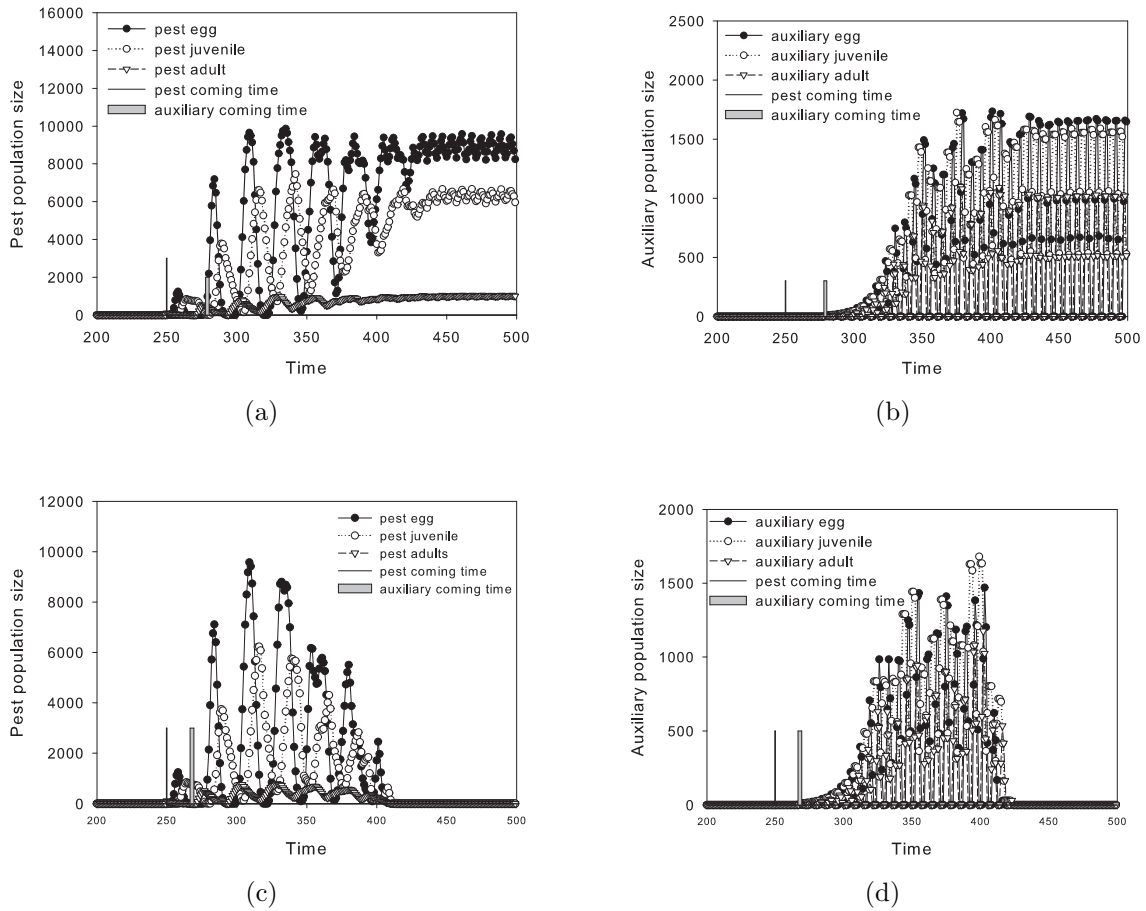 16000
14000
12000
10000
8000
6000
4000
2000
0
Pest population size
pest egg
pest juvenile
pest adult
pest coming time
auxiliary coming time
200 250 300 350 400 450 500
Time
(a)
2500
2000
1500
1000
500
0
Auxiliary population size
auxiliary egg
auxiliary juvenile
auxiliary adult
pest coming time
auxiliary coming time
200 250 300 350 400 450 500
Time
(b)
12000
10000
8000
6000
4000
2000
0
Pest population size
pest egg
pest juvenile
pest adults
pest coming time
auxiliary coming time
200 250 300 350 400 450 500
Time
(c)
2000
1500
1000
500
0
Auxiliary population size
auxiliary egg
auxiliary juvenile
auxiliary adult
pest coming time
auxiliary coming time
200 250 300 350 400 450 500
Time
(d)